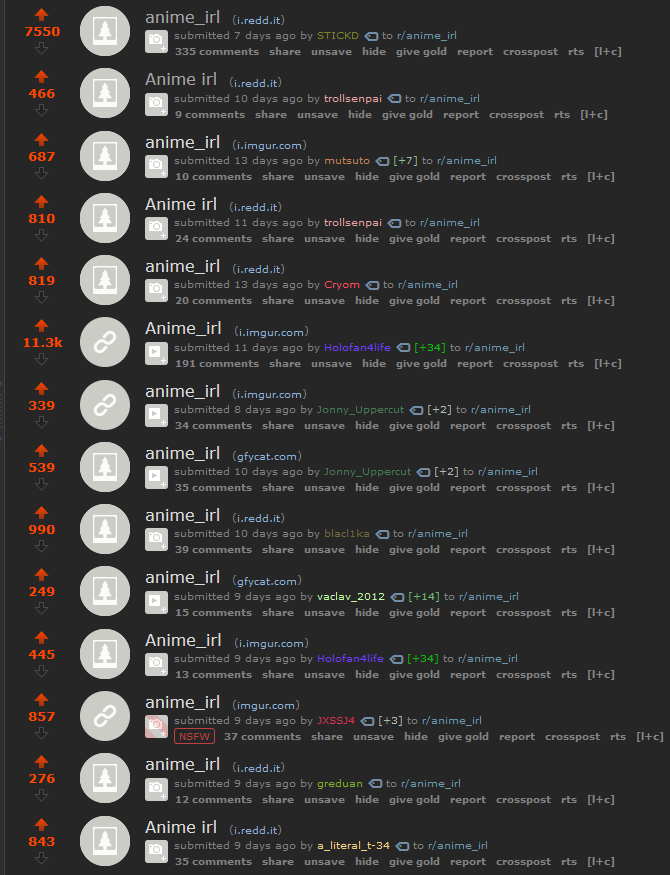 anime_irl (i.redd.it)
7550
submitted 7 days ago by STICKD to r/anime_irl
335 comments share unsave hide give gold report crosspost rts [l+c]
Anime irl (i.redd.it)
466
submitted 10 days ago by trollsenpai to r/anime_irl
9 comments share unsave hide give gold report crosspost rts [l+c]
anime_irl (i.imgur.com)
687
submitted 13 days ago by mutsuto [+7] to r/anime_irl
10 comments share unsave hide give gold report crosspost rts [l+c]
Anime irl (i.redd.it)
810
submitted 11 days ago by trollsenpai to r/anime_irl
24 comments share unsave hide give gold report crosspost rts [l+c]
anime_irl (i.redd.it)
819
submitted 13 days ago by Cryom to r/anime_irl
20 comments share unsave hide give gold report crosspost rts [l+c]
Anime_irl (i.imgur.com)
11.3k
submitted 11 days ago by Holofan4life [+34] to r/anime_irl
191 comments share unsave hide give gold report crosspost rts [l+c]
anime_irl (i.imgur.com)
339
submitted 8 days ago by Jonny_Uppercut [+2] to r/anime_irl
34 comments share unsave hide give gold report crosspost rts [l+c]
anime_irl (gfycat.com)
539
submitted 10 days ago by Jonny_Uppercut [+2] to r/anime_irl
35 comments share unsave hide give gold report crosspost rts [l+c]
anime_irl (i.redd.it)
990
submitted 10 days ago by blacl1ka to r/anime_irl
39 comments share unsave hide give gold report crosspost rts [l+c]
anime_irl (gfycat.com)
249
submitted 9 days ago by vaclav_2012 [+14] to r/anime_irl
15 comments share unsave hide give gold report crosspost rts [l+c]
Anime_irl (i.imgur.com)
445
submitted 9 days ago by Holofan4life [+34] to r/anime_irl
13 comments share unsave hide give gold report crosspost rts [l+c]
anime_irl (imgur.com)
857
submitted 9 days ago by JXSSJ4 [+3] to r/anime_irl
NSFW 37 comments share unsave hide give gold report crosspost rts [l+c]
anime_irl (i.redd.it)
276
submitted 9 days ago by greduan to r/anime_irl
12 comments share unsave hide give gold report crosspost rts [l+c]
Anime irl (i.redd.it)
843
submitted 9 days ago by a_literal_t-34 to r/anime_irl
35 comments share unsave hide give gold report crosspost rts [l+c]